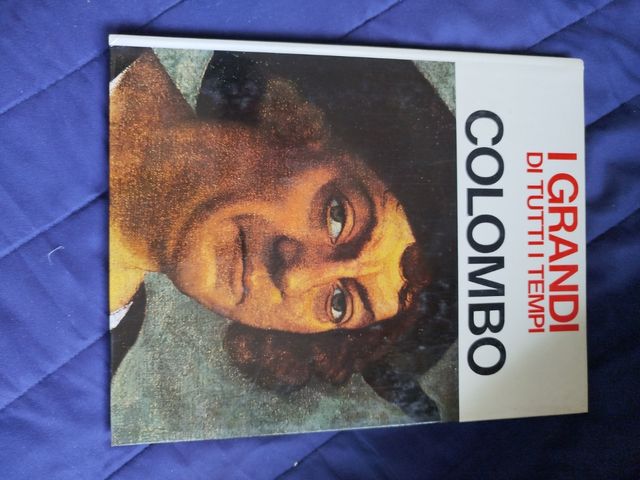 I GRANDI
DI TUTTI I TEMPI
COLOMBO